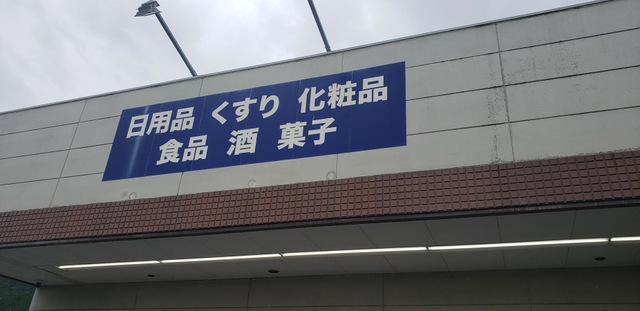 日用品 くすり 化粧品
食品 酒 菓子